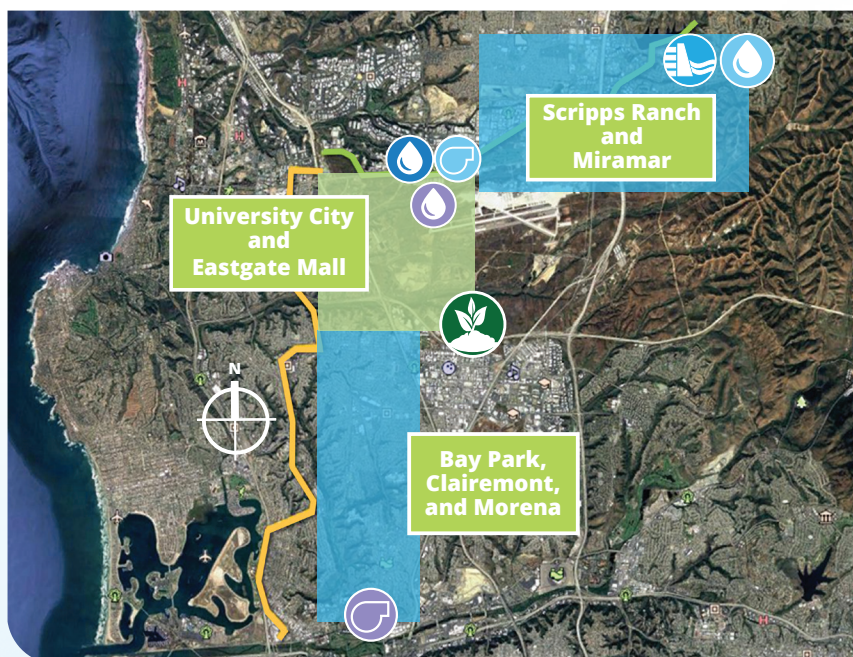 Scripps Ranch
and
Miramar
University City
and
Eastgate Mall
N
Bay Park,
Clairemont,
and Morena